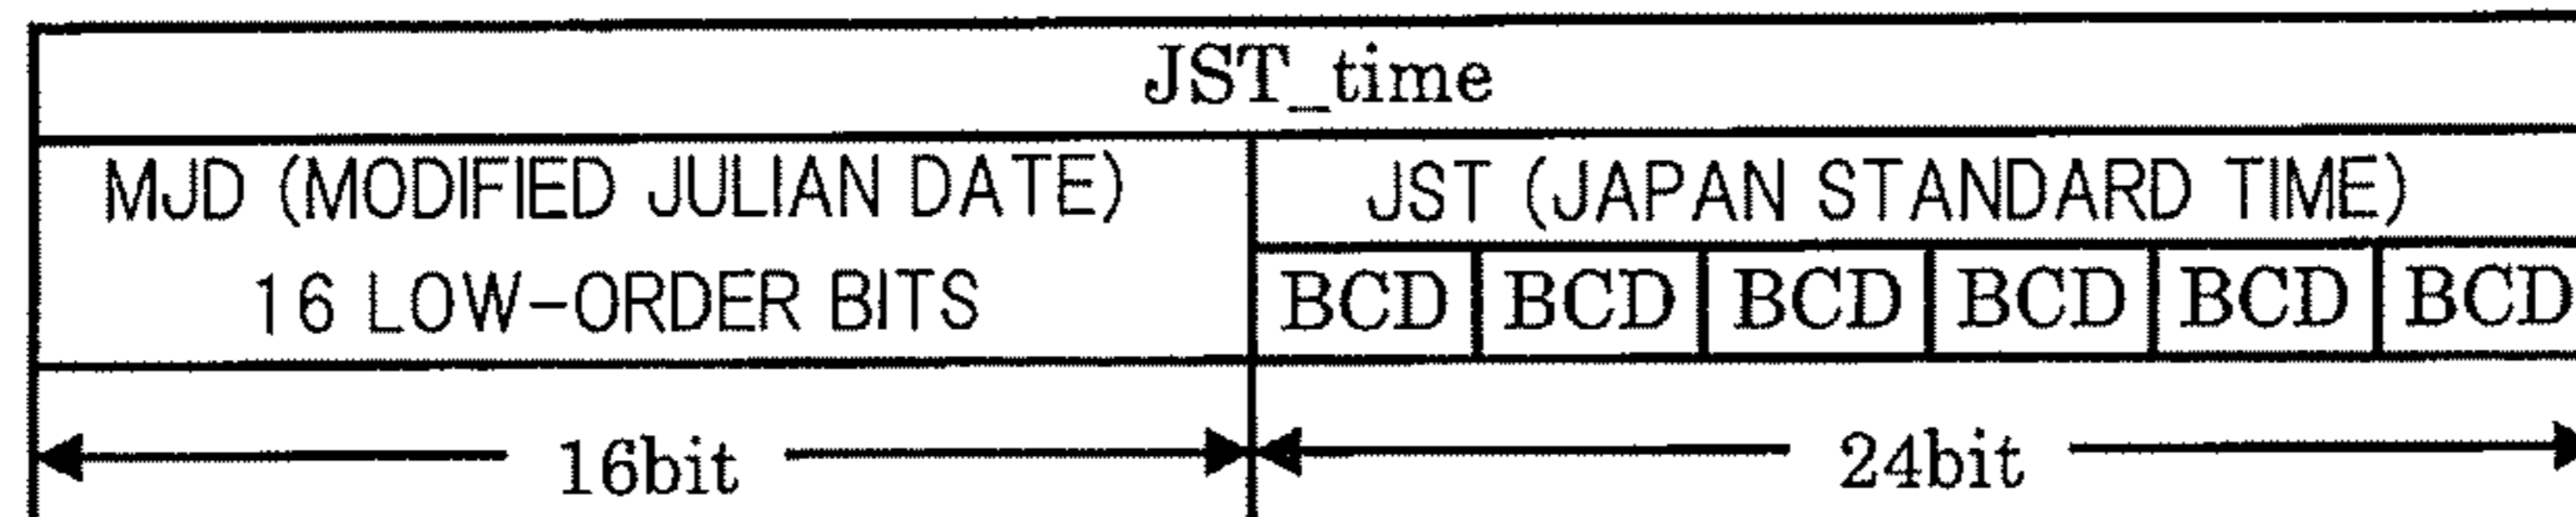 JST_time
MJD (MODIFIED JULIAN DATE)
16 LOW-ORDER BITS
JST (JAPAN STANDARD TIME)
BCD BCD BCD BCD BCD BCD
16bit 24bit